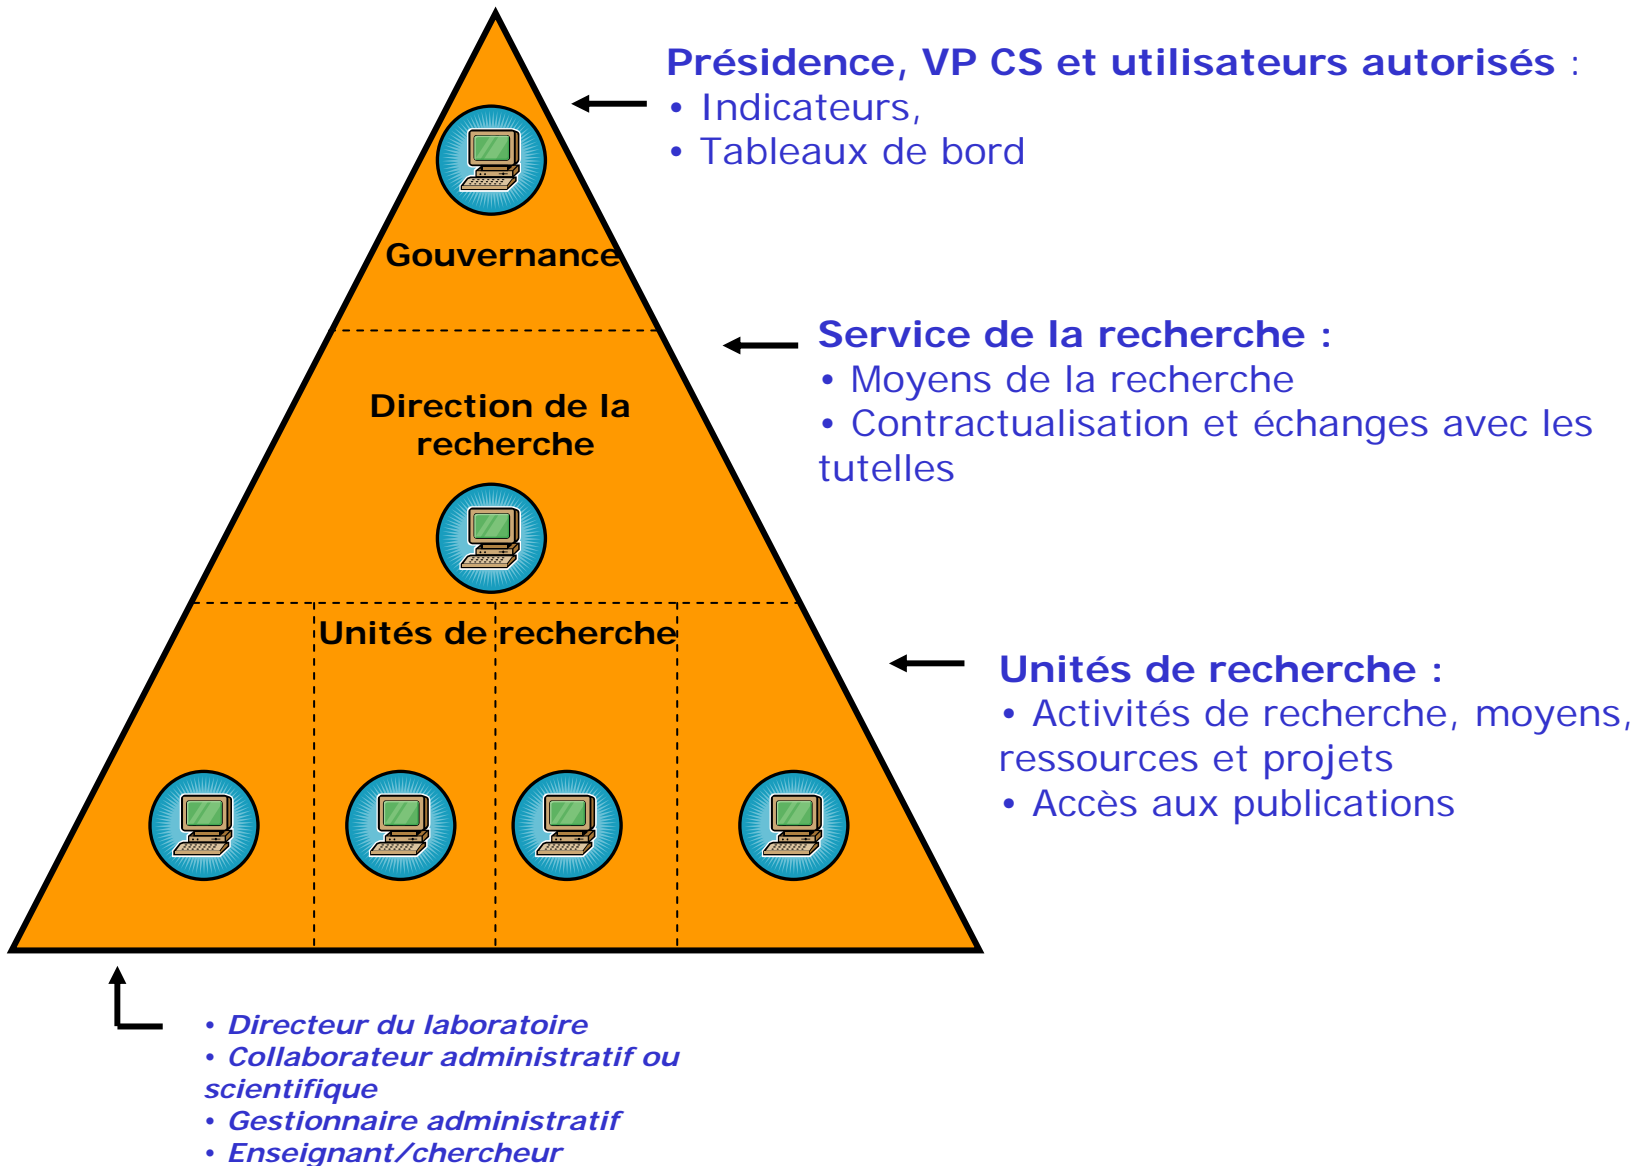 Présidence, VP CS et utilisateurs autorisés :
• Indicateurs,
• Tableaux de bord
Gouvernance
Service de la recherche :
• Moyens de la recherche
• Contractualisation et échanges avec les
tutelles
Direction de la
recherche
Unités de recherche
Unités de recherche :
• Activités de recherche, moyens,
ressources et projets
• Accès aux publications
• Directeur du laboratoire
• Collaborateur administratif ou
scientifique
• Gestionnaire administratif
• Enseignant/chercheur